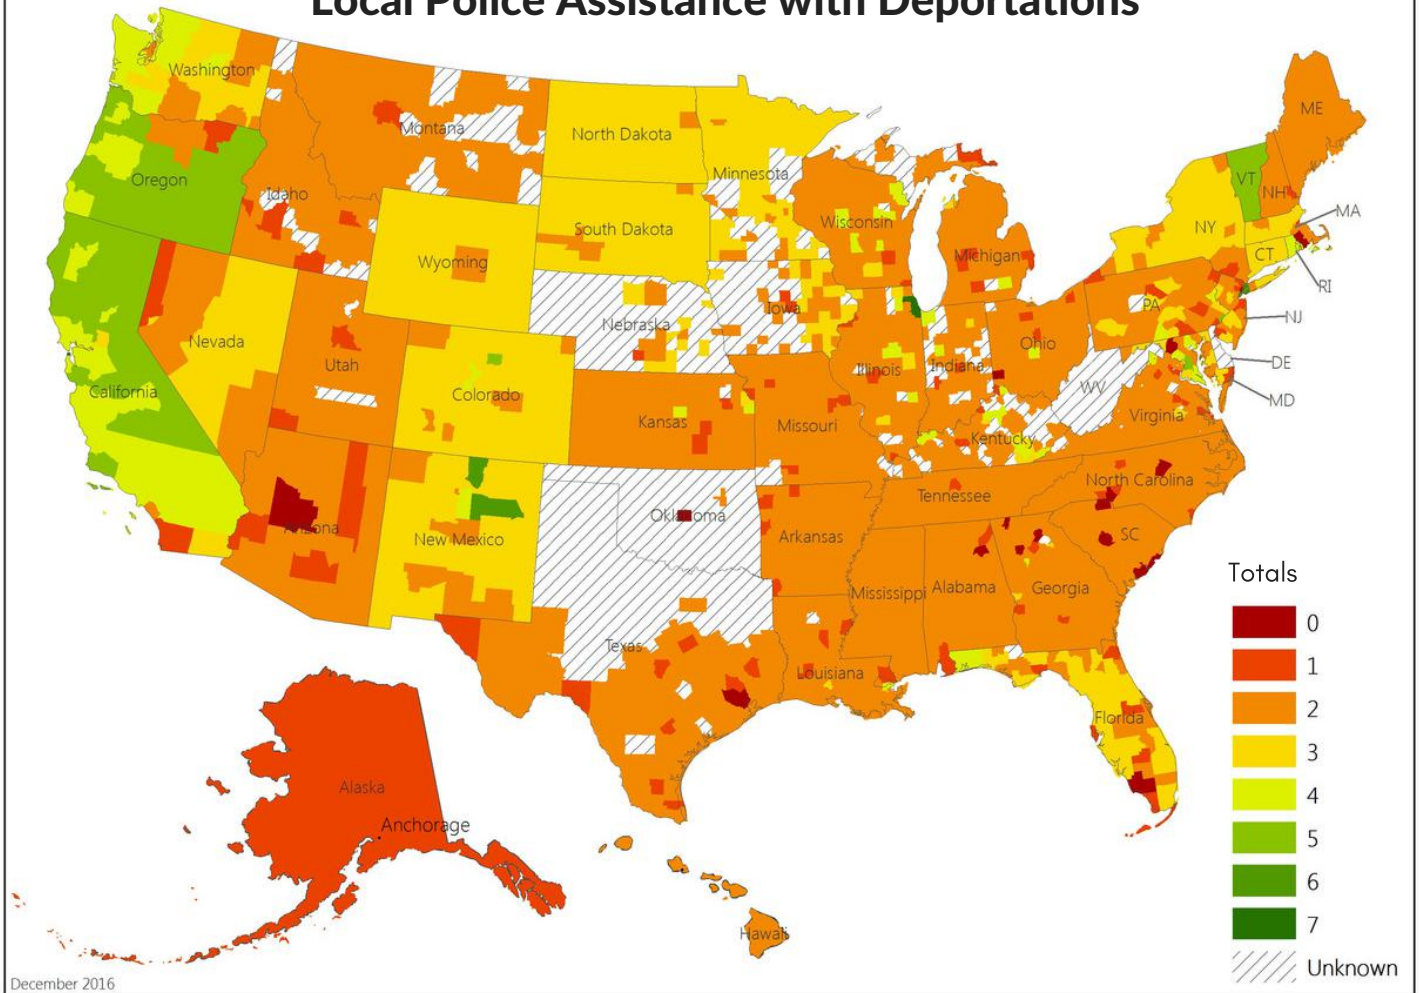 Local Police Assistance with Deportations
Washington
Montana
North Dakota
Minnesota
ME
Oregon
Idaho
VT
NH
Wisconsin
MA
South Dakota
NY
Wyoming
Michigan
CT.
RI
Iowa
PA
NJ
Nebraska
Nevada
Utah
Ohio
DE
Colorado
Illinois
Indiana
California
WV
MD
Kansas
Missouri
Kentucky
Virginia
North Carolina
Tennessee
Oklahoma
Arizona
New Mexico
Arkansas
SC
Mississippi
Alabama
Georgia
Texas
Louisiana
Florida
Alaska
Anchorage
Hawaii
Totals
0
1
2
3
4
5
6
7
Unknown
December 2016